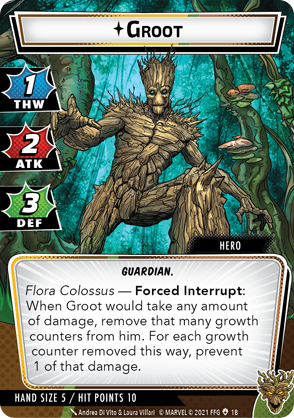 GROOT
1
THW
2
ATK
3
DEF
HERO
GUARDIAN.
Flora Colossus — Forced Interrupt:
When Groot would take any amount
of damage, remove that many growth
counters from him. For each growth
counter removed this way, prevent
1 of that damage.
HAND SIZE 5 / HIT POINTS 10
Andrea Di Vito & Laura Villari © MARVEL © 2021 FFG 18